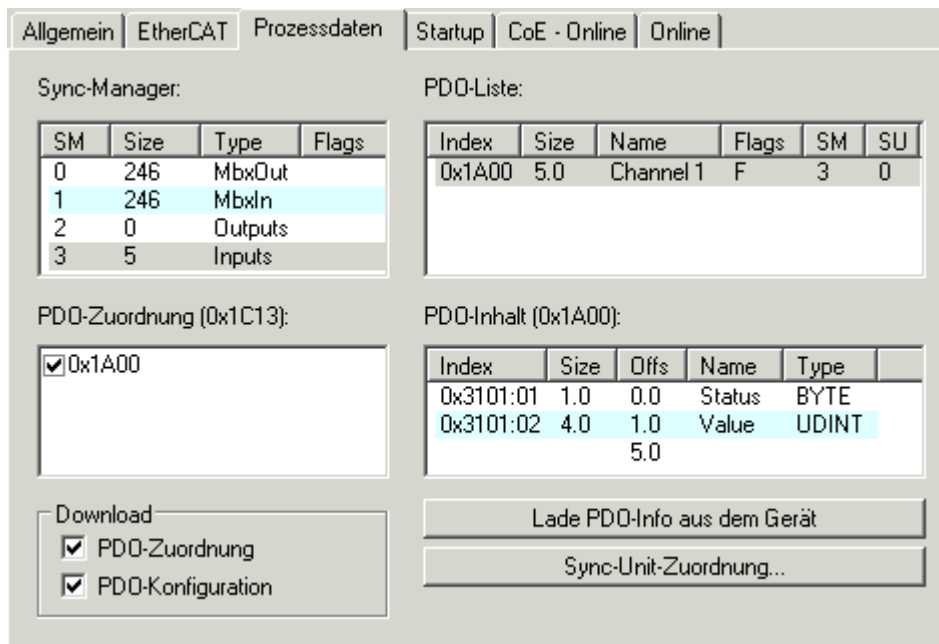 Allgemein EtherCAT Prozessdaten Startup CoE - Online Online
Sync-Manager:
SM Size Type Flags
0 246 MbxOut
1 246 MbxIn
2 0 Outputs
3 5 Inputs
PDO-Liste:
Index Size Name Flags SM SU
0x1A00 5.0 Channel 1 F 3 0
PDO-Zuordnung (0x1C13):
0x1A00
PDO-Inhalt (0x1A00):
Index Size Offs Name Type
0x3101:01 1.0 0.0 Status BYTE
0x3101:02 4.0 1.0 Value UDINT
5.0
Download
PDO-Zuordnung
PDO-Konfiguration
Lade PDO-Info aus dem Gerät
Sync-Unit-Zuordnung...